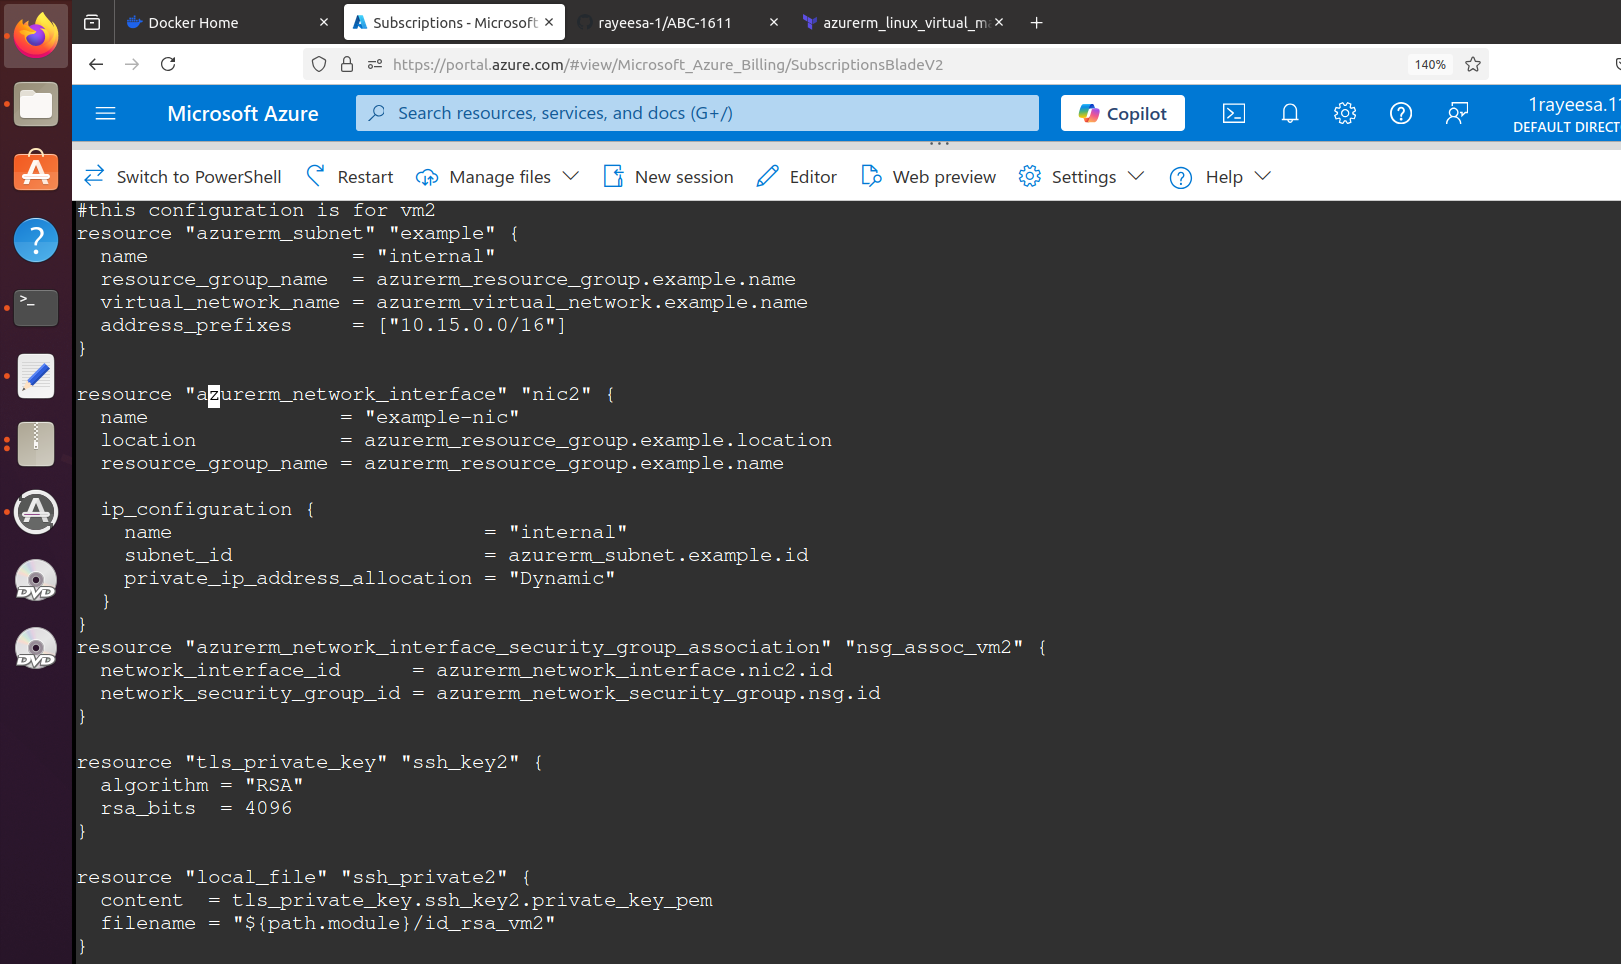 Docker Home
Subscriptions - Microsoft
rayeesa-1/ABC-1611
azurerm_linux_virtual_ma
https://portal.azure.com/#view/Microsoft_Azure_Billing/SubscriptionsBladeV2
140%
Microsoft Azure
Search resources, services, and docs (G+/)
Copilot
1rayeesa.1
DEFAULT DIRECT
Switch to PowerShell
Restart
Manage files
New session
Editor
Web preview
Settings
Help
#this configuration is for vm2
resource "azurerm_subnet" "example" {
  name                 = "internal"
  resource_group_name  = azurerm_resource_group.example.name
  virtual_network_name = azurerm_virtual_network.example.name
  address_prefixes     = ["10.15.0.0/16"]
}
resource "azurerm_network_interface" "nic2" {
  name                = "example-nic"
  location            = azurerm_resource_group.example.location
  resource_group_name = azurerm_resource_group.example.name
  ip_configuration {
    name                          = "internal"
    subnet_id                     = azurerm_subnet.example.id
    private_ip_address_allocation = "Dynamic"
  }
}
resource "azurerm_network_interface_security_group_association" "nsg_assoc_vm2" {
  network_interface_id      = azurerm_network_interface.nic2.id
  network_security_group_id = azurerm_network_security_group.nsg.id
}
resource "tls_private_key" "ssh_key2" {
  algorithm = "RSA"
  rsa_bits  = 4096
}
resource "local_file" "ssh_private2" {
  content  = tls_private_key.ssh_key2.private_key_pem
  filename = "${path.module}/id_rsa_vm2"
}
DVD
DVD